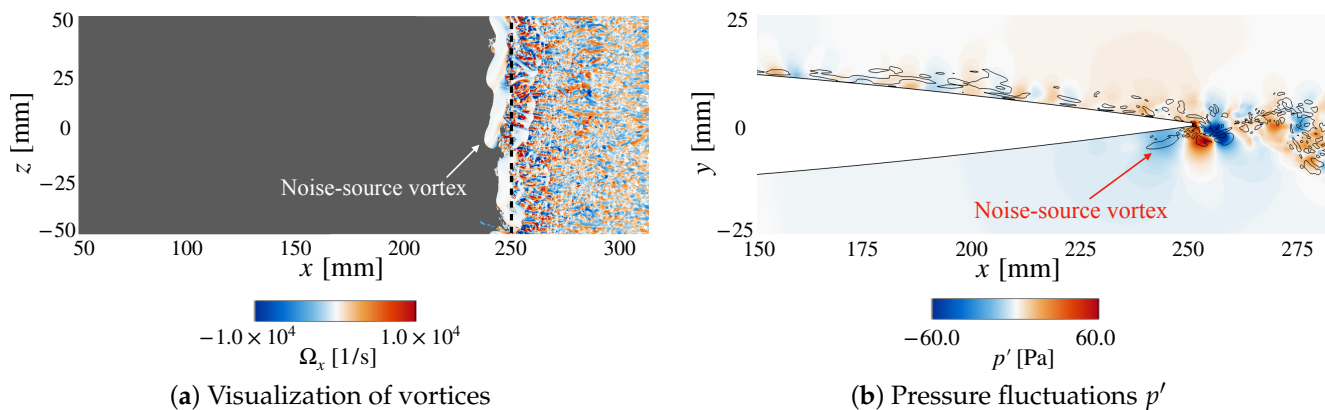 50
25
0
−25
−50
z [mm]
Noise-source vortex
50 100 150 200 250 300
x [mm]
−1.0 × 10⁴ 1.0 × 10⁴
Ωₓ [1/s]
(a) Visualization of vortices
25
0
−25
y [mm]
Noise-source vortex
150 175 200 225 250 275
x [mm]
−60.0 60.0
p′ [Pa]
(b) Pressure fluctuations p′